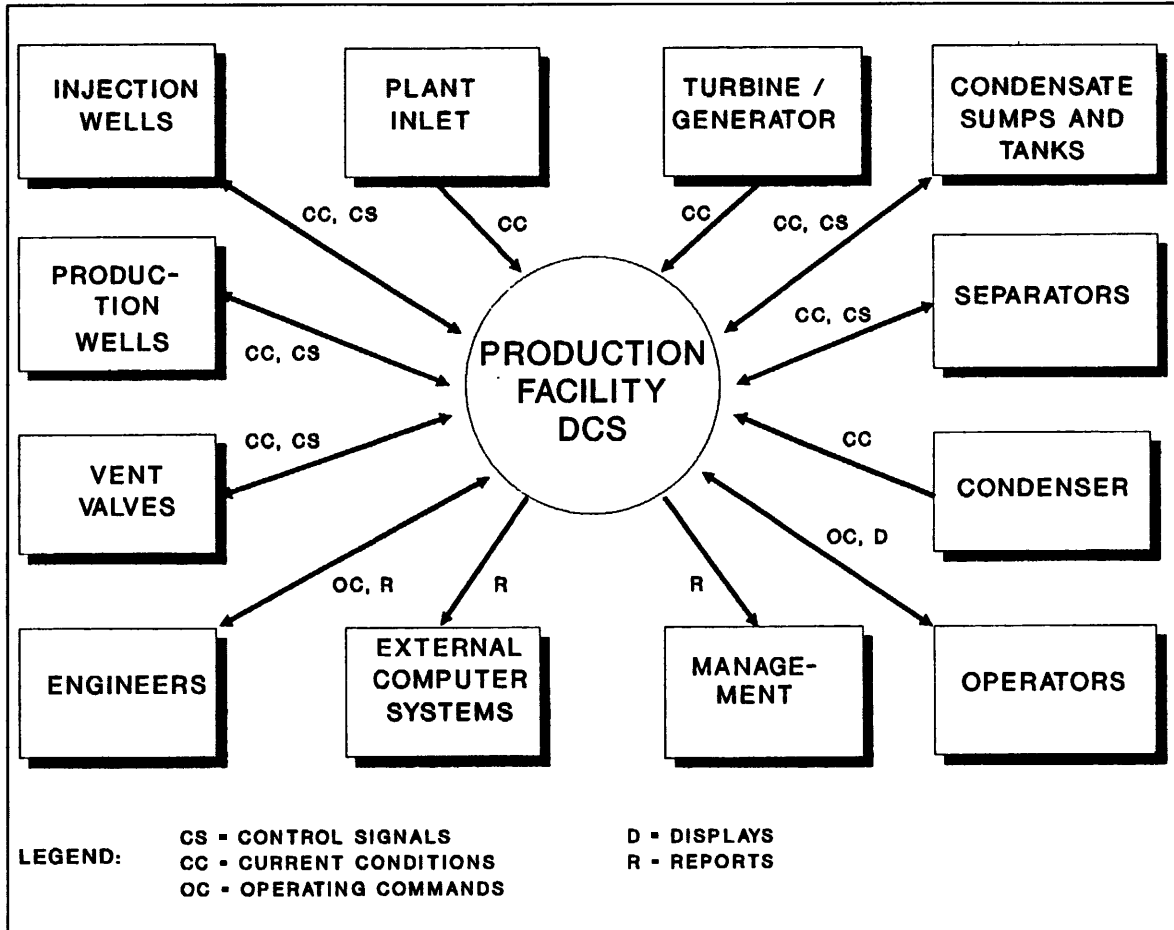 INJECTION
WELLS
PLANT
INLET
TURBINE /
GENERATOR
CONDENSATE
SUMPS AND
TANKS
CC, CS
CC
CC
CC, CS
PRODUC-
TION
WELLS
SEPARATORS
CC, CS
CC, CS
PRODUCTION
FACILITY
DCS
VENT
VALVES
CC, CS
CC
CONDENSER
OC, R
R
R
OC, D
ENGINEERS
EXTERNAL
COMPUTER
SYSTEMS
MANAGE-
MENT
OPERATORS
LEGEND:
CS = CONTROL SIGNALS
CC = CURRENT CONDITIONS
OC = OPERATING COMMANDS
D = DISPLAYS
R = REPORTS